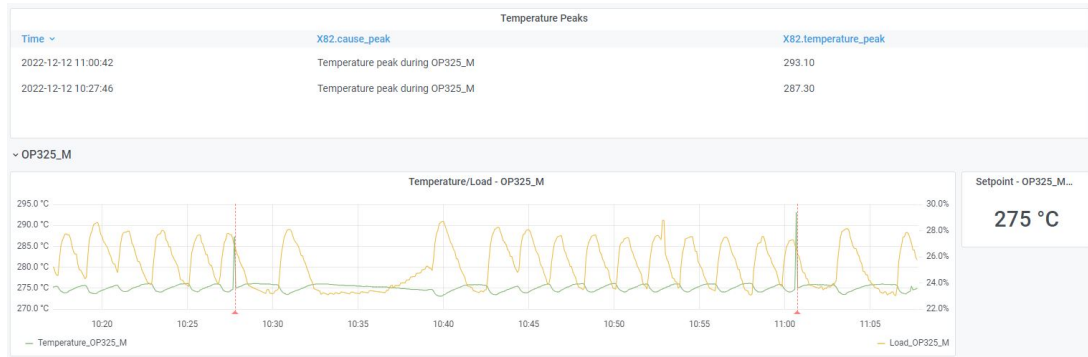 Temperature Peaks
Time X82.cause_peak X82.temperature_peak
2022-12-12 11:00:42 Temperature peak during OP325_M 293.10
2022-12-12 10:27:46 Temperature peak during OP325_M 287.30
OP325_M
Temperature/Load - OP325_M
Setpoint - OP325_M...
275 °C
295.0 °C 30.0%
290.0 °C 28.0%
285.0 °C
280.0 °C 26.0%
275.0 °C 24.0%
270.0 °C 22.0%
10:20 10:25 10:30 10:35 10:40 10:45 10:50 10:55 11:00 11:05
Temperature_OP325_M Load_OP325_M